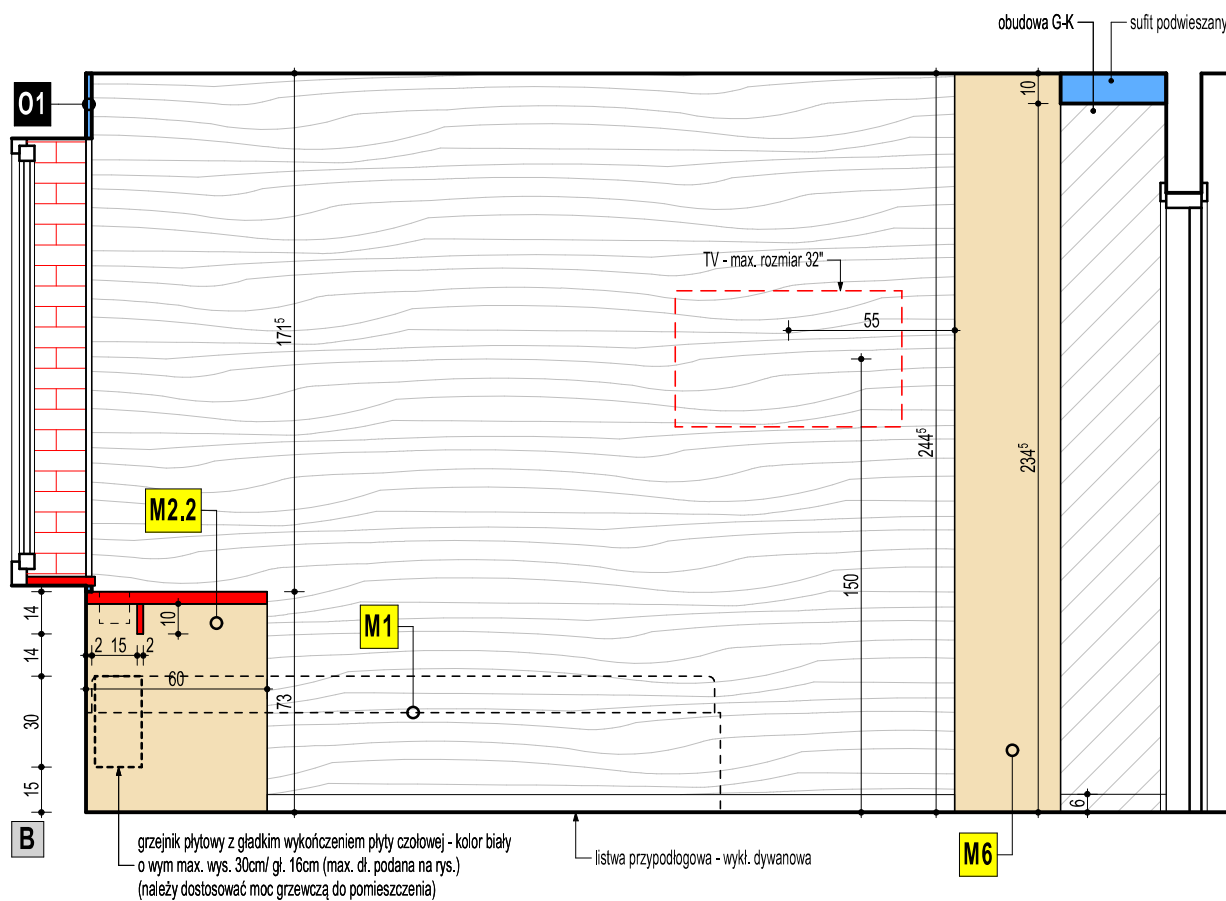 obudowa G-K
sufit podwieszany
O1
10
TV - max. rozmiar 32"
55
171⁵
244⁵
234⁵
150
M2.2
M1
14
10
2 15 2
14
60
73
30
15
6
B
M6
grzejnik płytowy z gładkim wykończeniem płyty czołowej - kolor biały
o wym max. wys. 30cm/ gł. 16cm (max. dł. podana na rys.)
(należy dostosować moc grzewczą do pomieszczenia)
listwa przypodłogowa - wykł. dywanowa